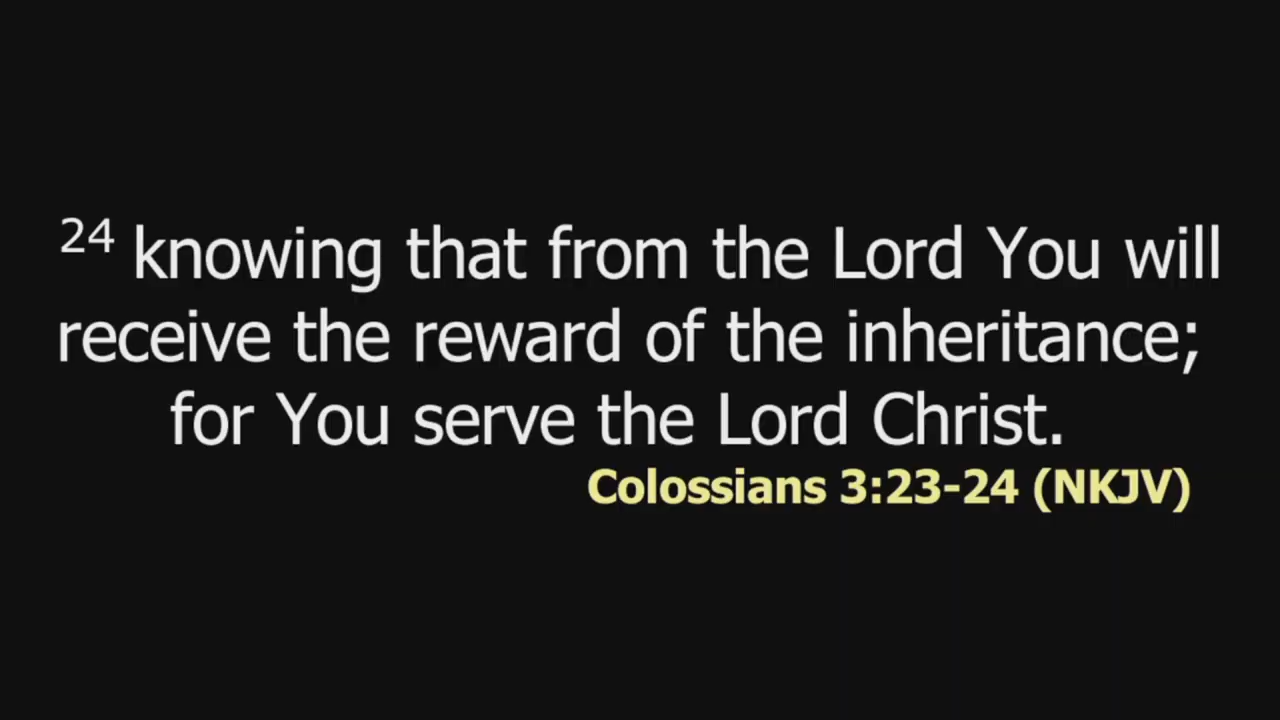 24 knowing that from the Lord You will
receive the reward of the inheritance;
for You serve the Lord Christ.
Colossians 3:23-24 (NKJV)